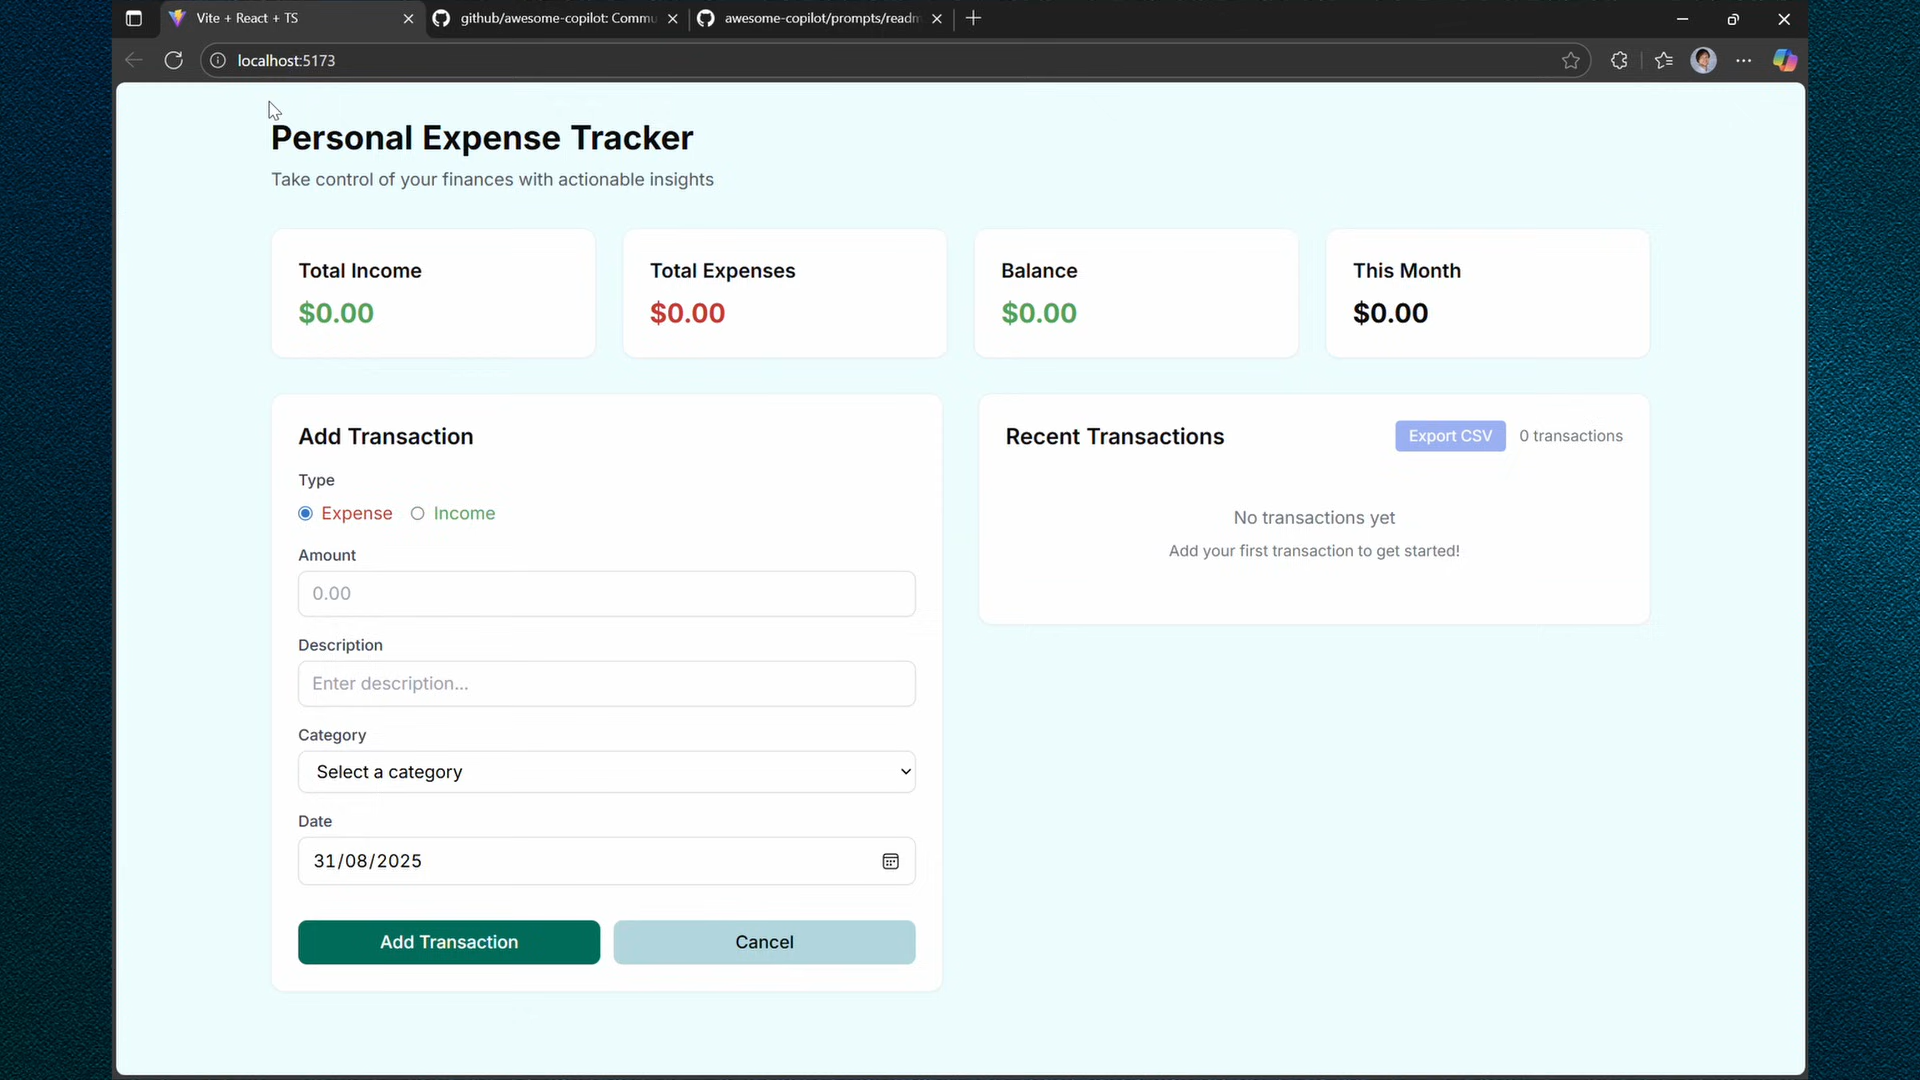 Vite + React + TS
github/awesome-copilot: Commu
awesome-copilot/prompts/readm
localhost:5173
Personal Expense Tracker
Take control of your finances with actionable insights
Total Income
$0.00
Total Expenses
$0.00
Balance
$0.00
This Month
$0.00
Add Transaction
Type
Expense Income
Amount
0.00
Description
Enter description...
Category
Select a category
Date
31/08/2025
Add Transaction
Cancel
Recent Transactions
Export CSV
0 transactions
No transactions yet
Add your first transaction to get started!